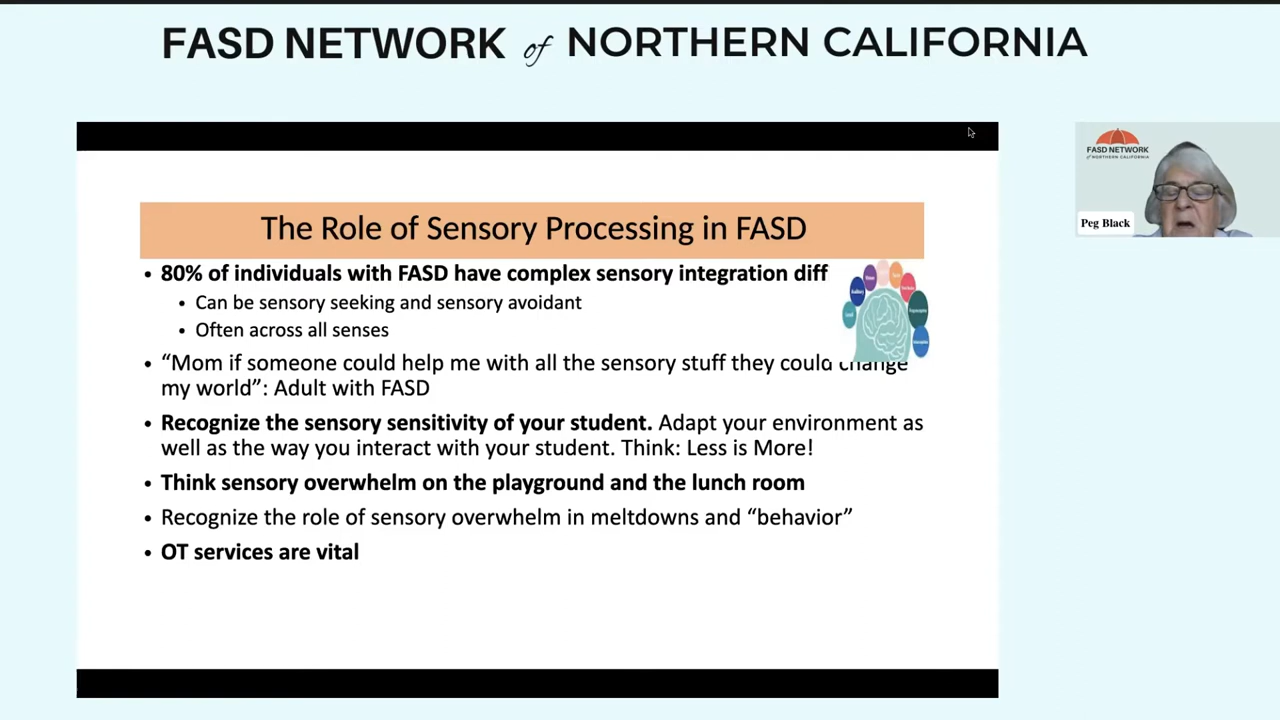 FASD NETWORK of NORTHERN CALIFORNIA
FASD NETWORK
of NORTHERN CALIFORNIA
Peg Black
The Role of Sensory Processing in FASD
• 80% of individuals with FASD have complex sensory integration diff
• Can be sensory seeking and sensory avoidant
• Often across all senses
• “Mom if someone could help me with all the sensory stuff they could change
my world”: Adult with FASD
• Recognize the sensory sensitivity of your student. Adapt your environment as
well as the way you interact with your student. Think: Less is More!
• Think sensory overwhelm on the playground and the lunch room
• Recognize the role of sensory overwhelm in meltdowns and “behavior”
• OT services are vital